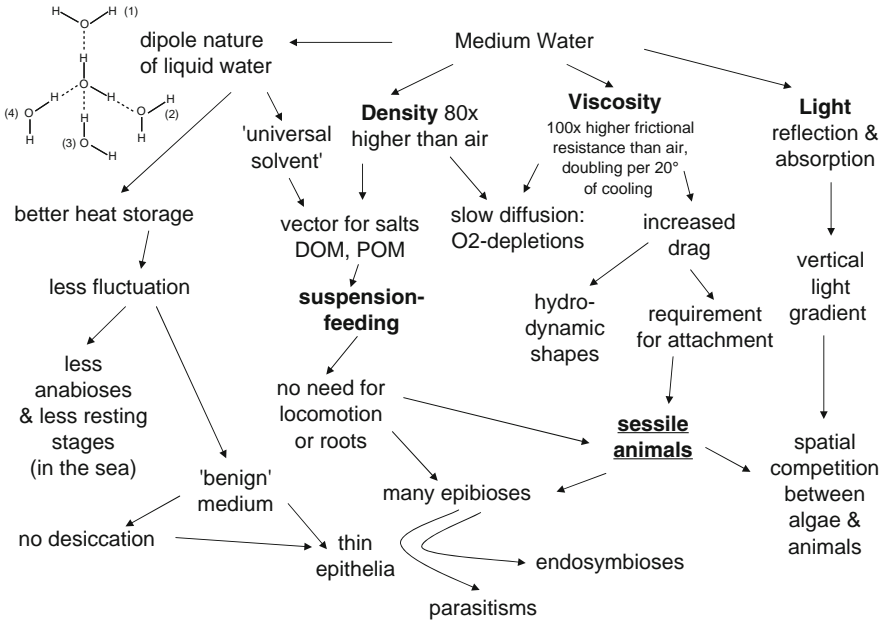 H
H
(1)
O
H
O
H
H
(4)
O
H
O
H
(2)
H
(3)
O
H
dipole nature
of liquid water
Medium Water
'universal
solvent'
Density 80x
higher than air
Viscosity
100x higher frictional
resistance than air,
doubling per 20°
of cooling
Light
reflection &
absorption
better heat storage
vector for salts
DOM, POM
slow diffusion:
O2-depletions
increased
drag
vertical
light
gradient
less fluctuation
suspension-
feeding
hydro-
dynamic
shapes
requirement
for attachment
less
anabioses
& less resting
stages
(in the sea)
no need for
locomotion
or roots
sessile
animals
spatial
competition
between
algae &
animals
'benign'
medium
many epibioses
no desiccation
thin
epithelia
endosymbioses
parasitisms